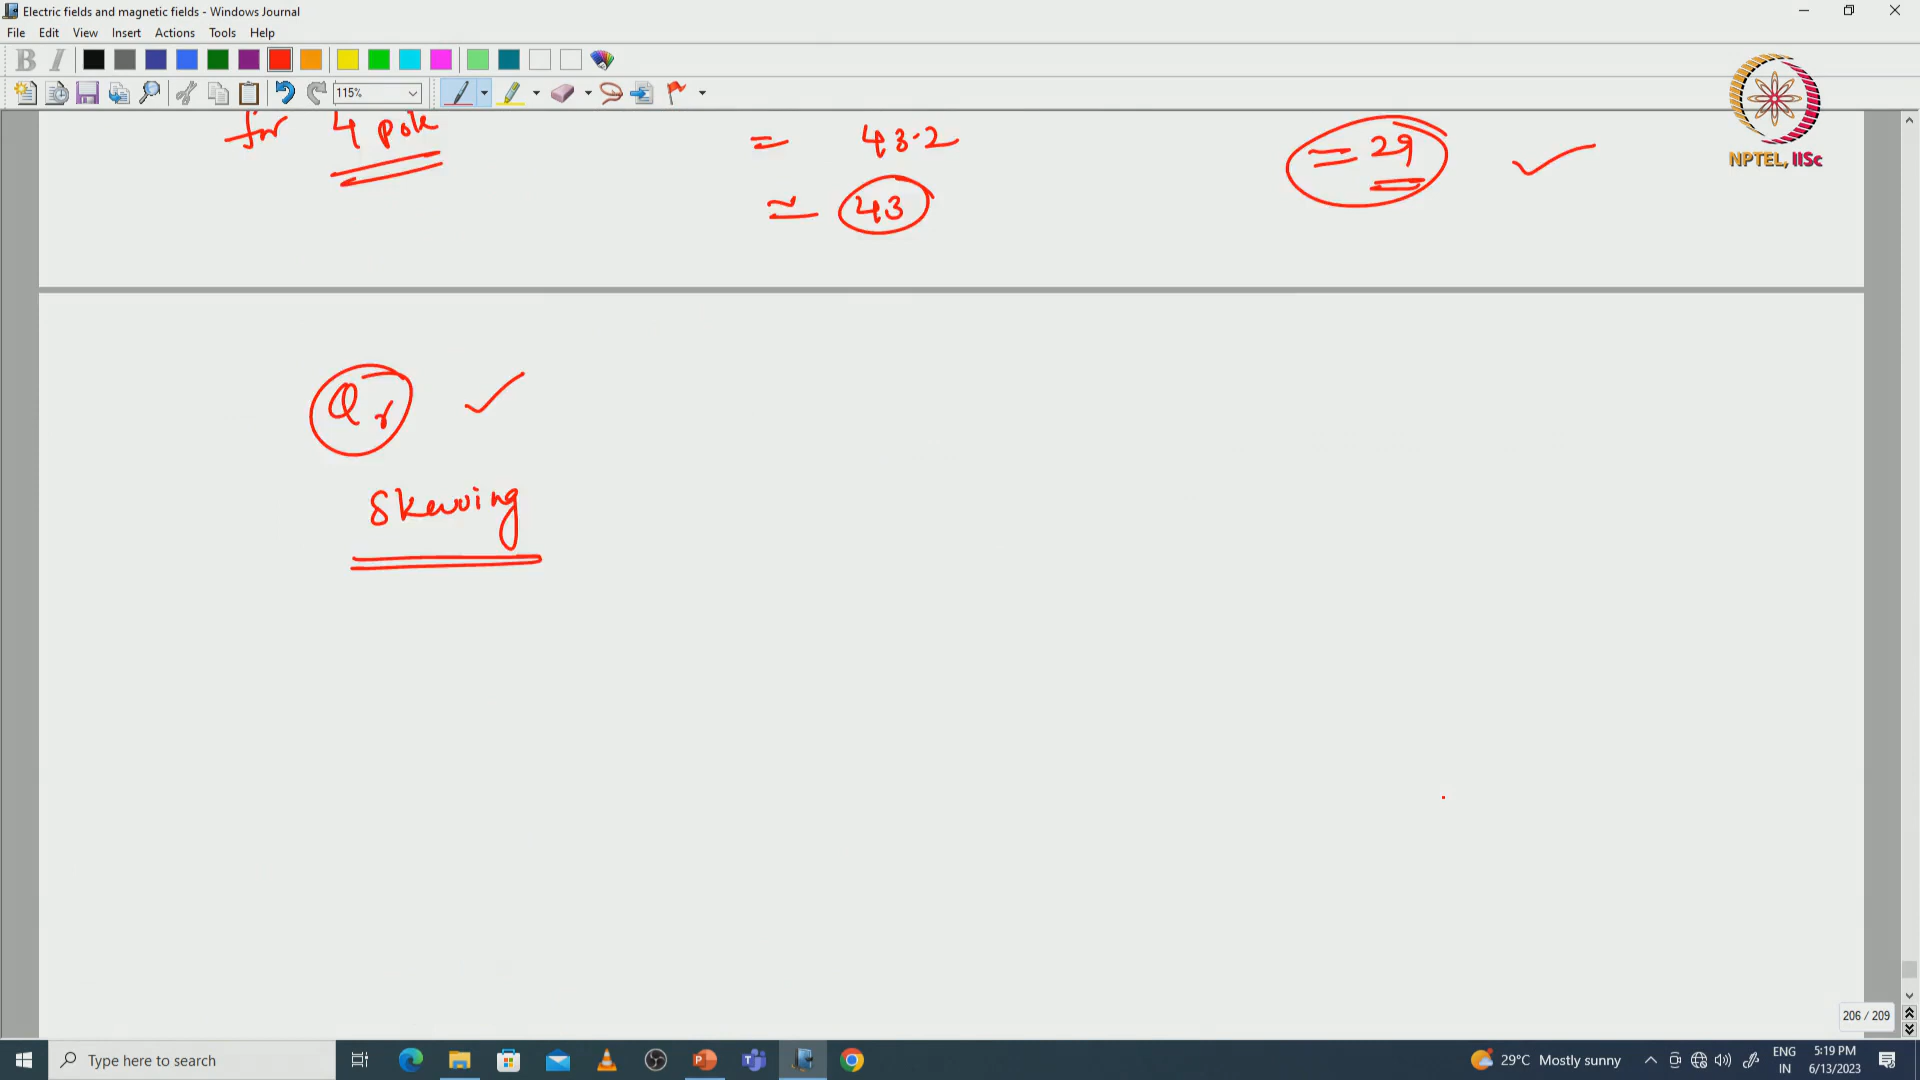 Electric fields and magnetic fields - Windows Journal
File Edit View Insert Actions Tools Help
B I
115%
NPTEL, IISc
for 4 pole
= 43.2
≃ 43
= 29
Qr
Skewing
206 / 209
Type here to search
29°C Mostly sunny
ENG
IN
5:19 PM
6/13/2023